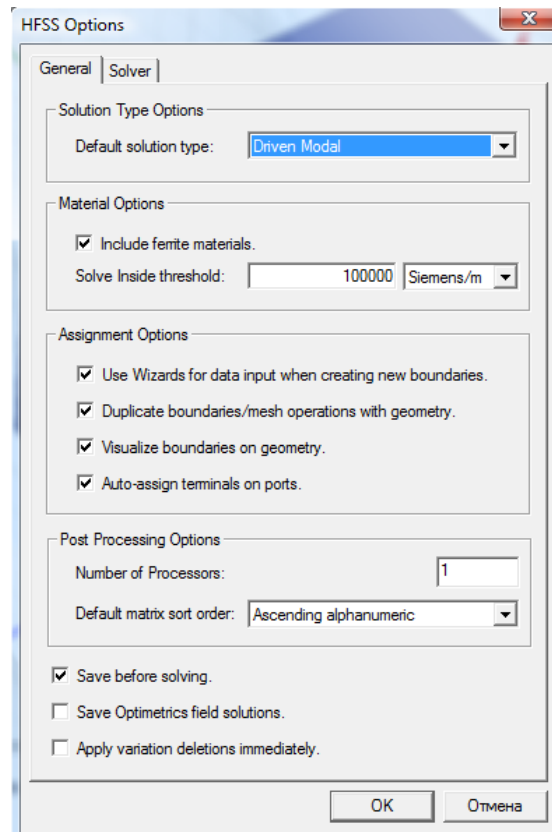 HFSS Options
General Solver
Solution Type Options
Default solution type: Driven Modal
Material Options
Include ferrite materials.
Solve Inside threshold: 100000 Siemens/m
Assignment Options
Use Wizards for data input when creating new boundaries.
Duplicate boundaries/mesh operations with geometry.
Visualize boundaries on geometry.
Auto-assign terminals on ports.
Post Processing Options
Number of Processors: 1
Default matrix sort order: Ascending alphanumeric
Save before solving.
Save Optimetrics field solutions.
Apply variation deletions immediately.
OK Отмена